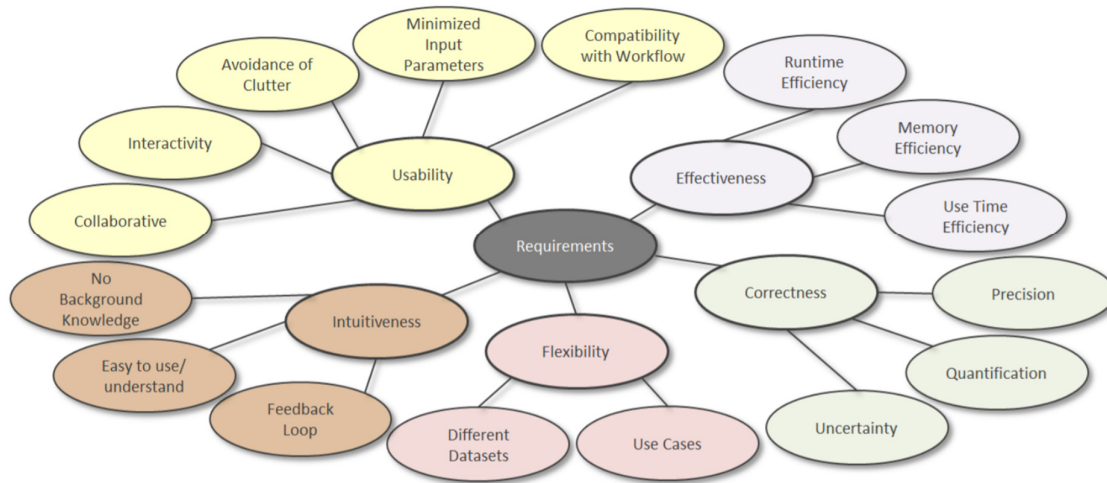 Minimized
Input
Parameters
Compatibility
with Workflow
Avoidance of
Clutter
Runtime
Efficiency
Interactivity
Memory
Efficiency
Usability
Effectiveness
Collaborative
Use Time
Efficiency
Requirements
No
Background
Knowledge
Correctness
Precision
Intuitiveness
Flexibility
Easy to use/
understand
Quantification
Feedback
Loop
Different
Datasets
Use Cases
Uncertainty